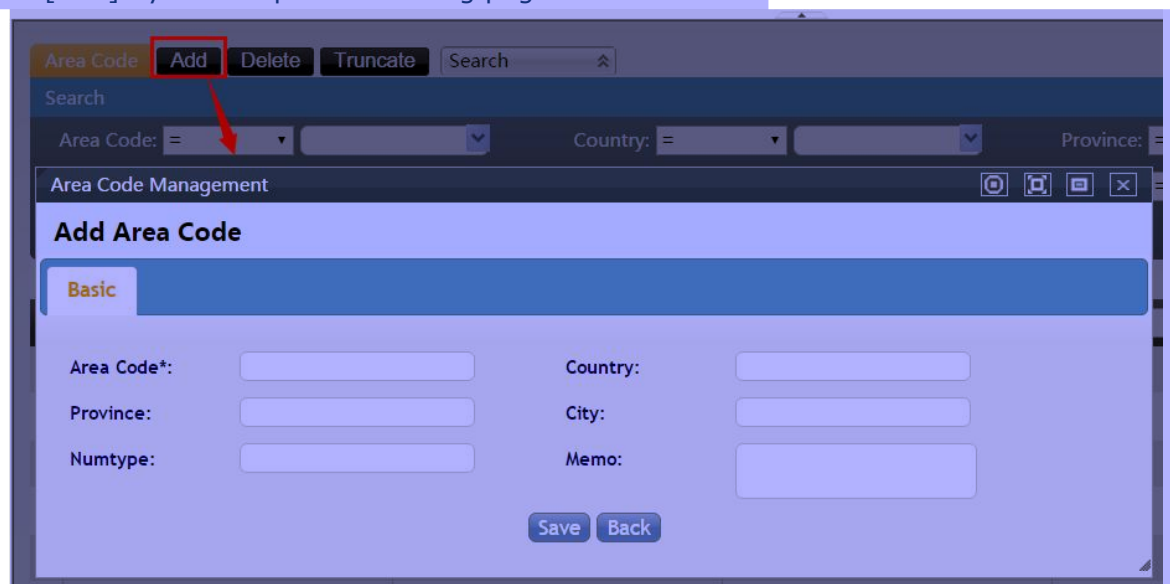 Area Code Add Delete Truncate Search
Search
Area Code: = Country: = Province: =
Area Code Management
Add Area Code
Basic
Area Code*: Country:
Province: City:
Numtype: Memo:
Save Back